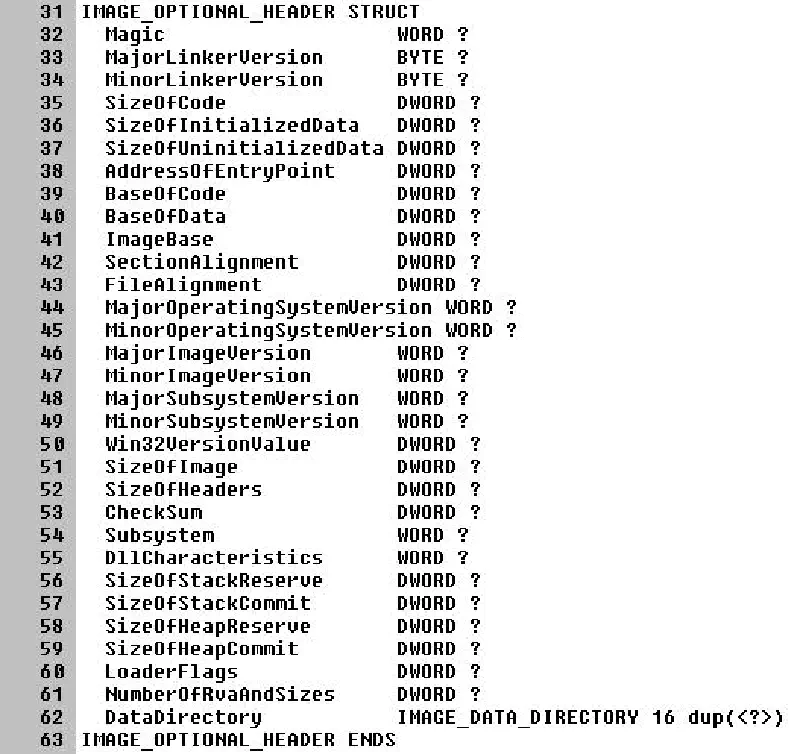 31 IMAGE_OPTIONAL_HEADER STRUCT
32 Magic WORD ?
33 MajorLinkerVersion BYTE ?
34 MinorLinkerVersion BYTE ?
35 SizeOfCode DWORD ?
36 SizeOfInitializedData DWORD ?
37 SizeOfUninitializedData DWORD ?
38 AddressOfEntryPoint DWORD ?
39 BaseOfCode DWORD ?
40 BaseOfData DWORD ?
41 ImageBase DWORD ?
42 SectionAlignment DWORD ?
43 FileAlignment DWORD ?
44 MajorOperatingSystemVersion WORD ?
45 MinorOperatingSystemVersion WORD ?
46 MajorImageVersion WORD ?
47 MinorImageVersion WORD ?
48 MajorSubsystemVersion WORD ?
49 MinorSubsystemVersion WORD ?
50 Win32VersionValue DWORD ?
51 SizeOfImage DWORD ?
52 SizeOfHeaders DWORD ?
53 CheckSum DWORD ?
54 Subsystem WORD ?
55 DllCharacteristics WORD ?
56 SizeOfStackReserve DWORD ?
57 SizeOfStackCommit DWORD ?
58 SizeOfHeapReserve DWORD ?
59 SizeOfHeapCommit DWORD ?
60 LoaderFlags DWORD ?
61 NumberOfRvaAndSizes DWORD ?
62 DataDirectory IMAGE_DATA_DIRECTORY 16 dup(<?>)
63 IMAGE_OPTIONAL_HEADER ENDS